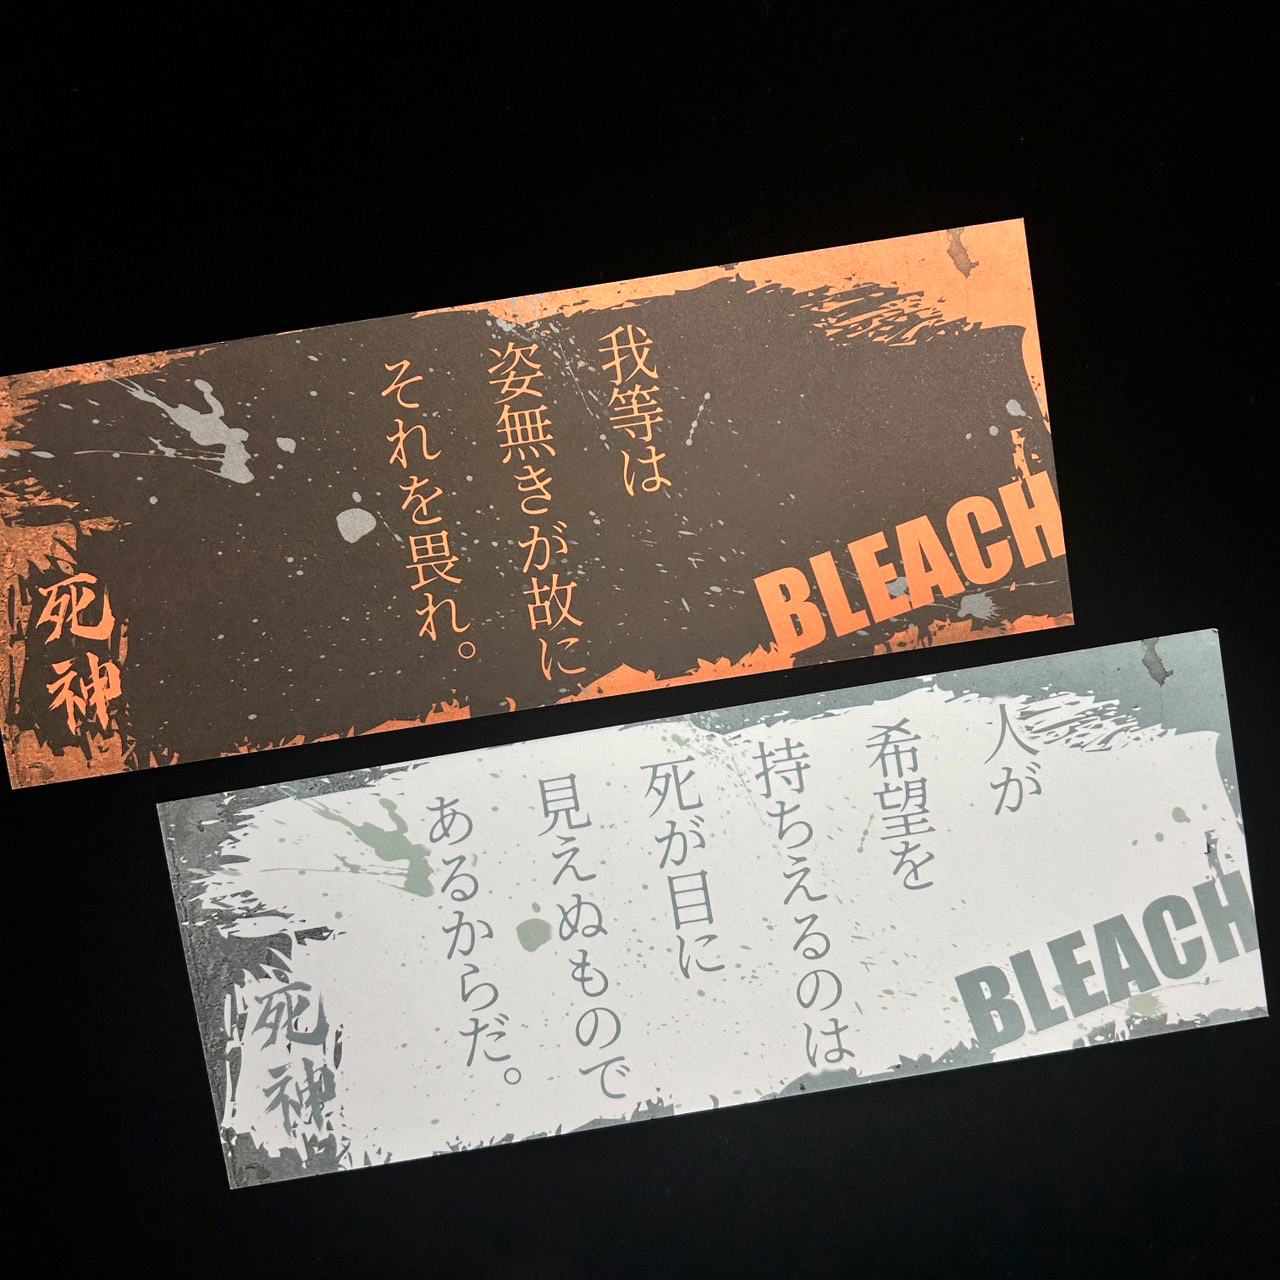 我等は
姿無きが故に
それを畏れ。
BLEACH
死神
人が
希望を
持ちえるのは
死が目に
見えぬもので
あるからだ。
BLEACH
死神